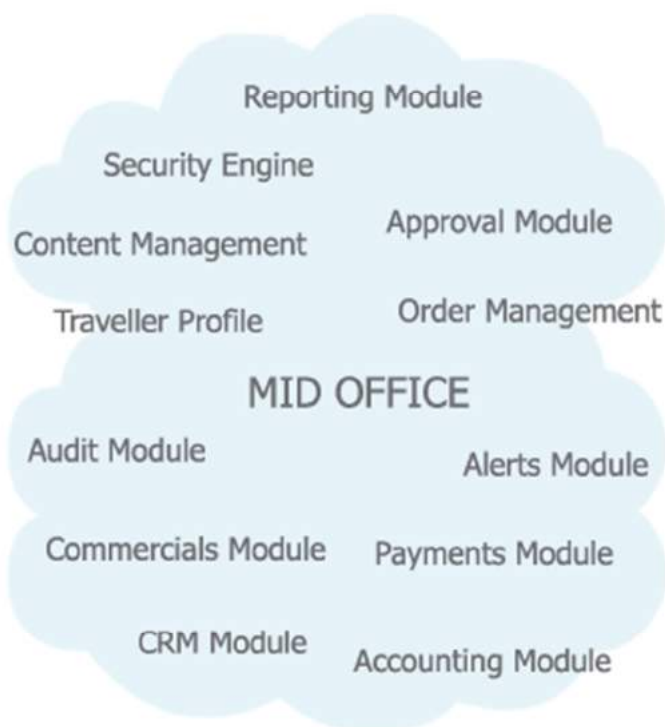 Reporting Module
Security Engine
Approval Module
Content Management
Order Management
Traveller Profile
MID OFFICE
Audit Module
Alerts Module
Commercials Module
Payments Module
CRM Module
Accounting Module